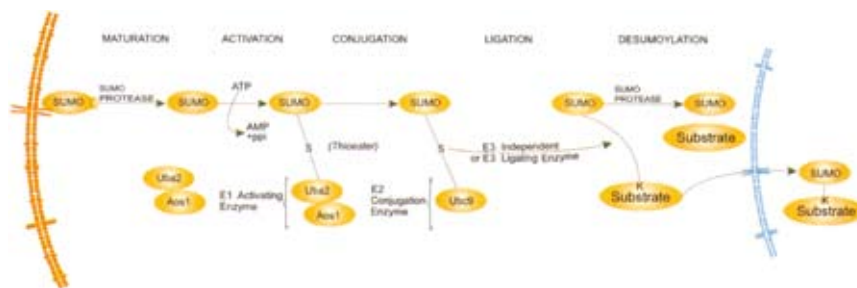 MATURATION ACTIVATION CONJUGATION LIGATION DESUMOYLATION
SUMO
SUMO
PROTEASE
SUMO
ATP
AMP
+ppi
SUMO
SUMO
SUMO
SUMO
PROTEASE
SUMO
Substrate
S
(Thioester)
S
E3 Independent
or E3 Ligaling Enzyme
Uba2
Aos1
E1 Activating
Enzyme
Uba2
Aos1
E2
Conjugation
Enzyme
Ubc9
K
Substrate
SUMO
K
Substrate